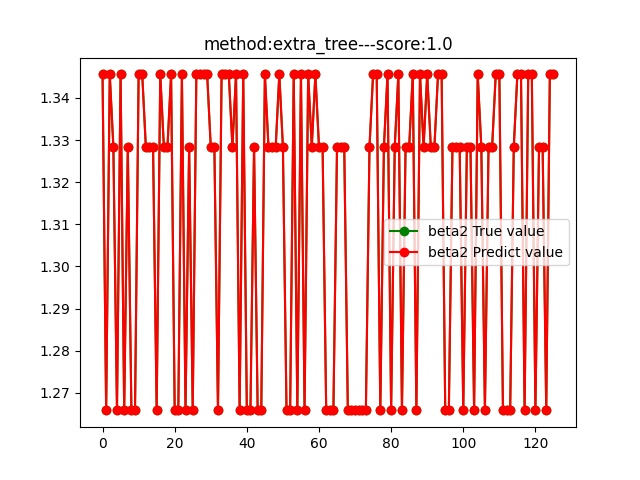 method:extra_tree---score:1.0
1.34
1.33
1.32
1.31
1.30
1.29
1.28
1.27
beta2 True value
beta2 Predict value
0 20 40 60 80 100 120